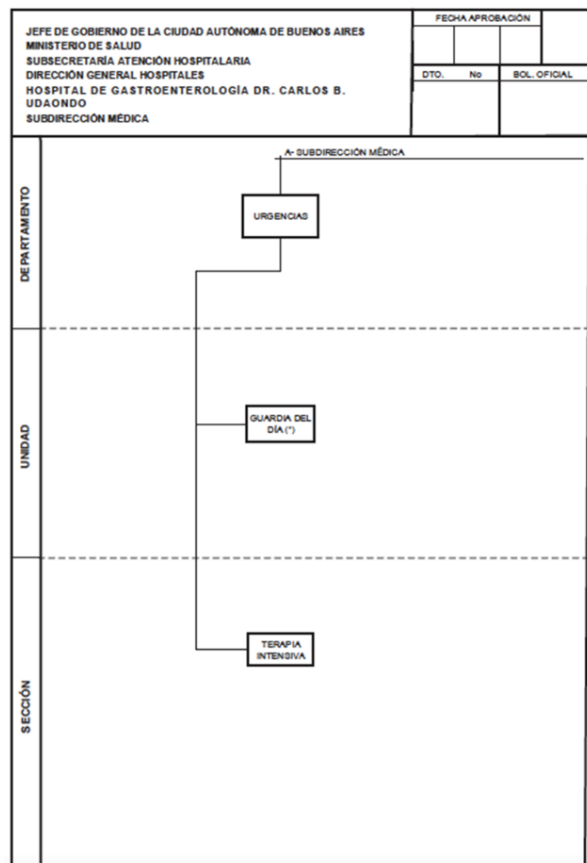 JEFE DE GOBIERNO DE LA CIUDAD AUTÓNOMA DE BUENOS AIRES
MINISTERIO DE SALUD
SUBSECRETARÍA ATENCIÓN HOSPITALARIA
DIRECCIÓN GENERAL HOSPITALES
HOSPITAL DE GASTROENTEROLOGÍA DR. CARLOS B.
UDAONDO
SUBDIRECCIÓN MÉDICA
FECHA APROBACIÓN
DTO. No BOL. OFICIAL
A- SUBDIRECCIÓN MÉDICA
DEPARTAMENTO
URGENCIAS
UNIDAD
GUARDIA DEL
DÍA (*)
SECCIÓN
TERAPIA
INTENSIVA